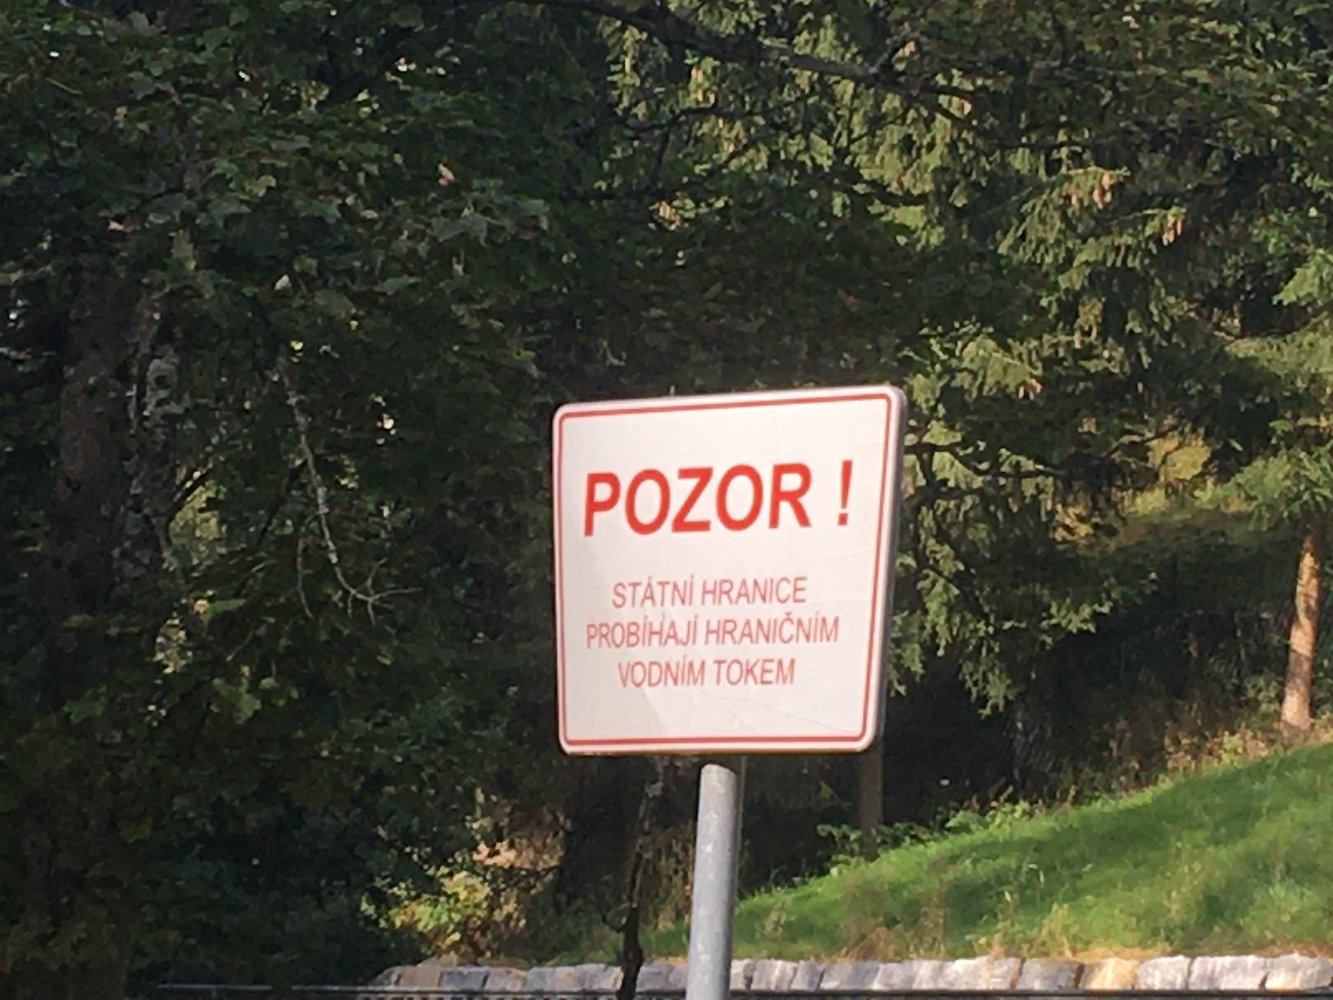 POZOR !
STÁTNÍ HRANICE
PROBÍHAJÍ HRANIČNÍM
VODNÍM TOKEM